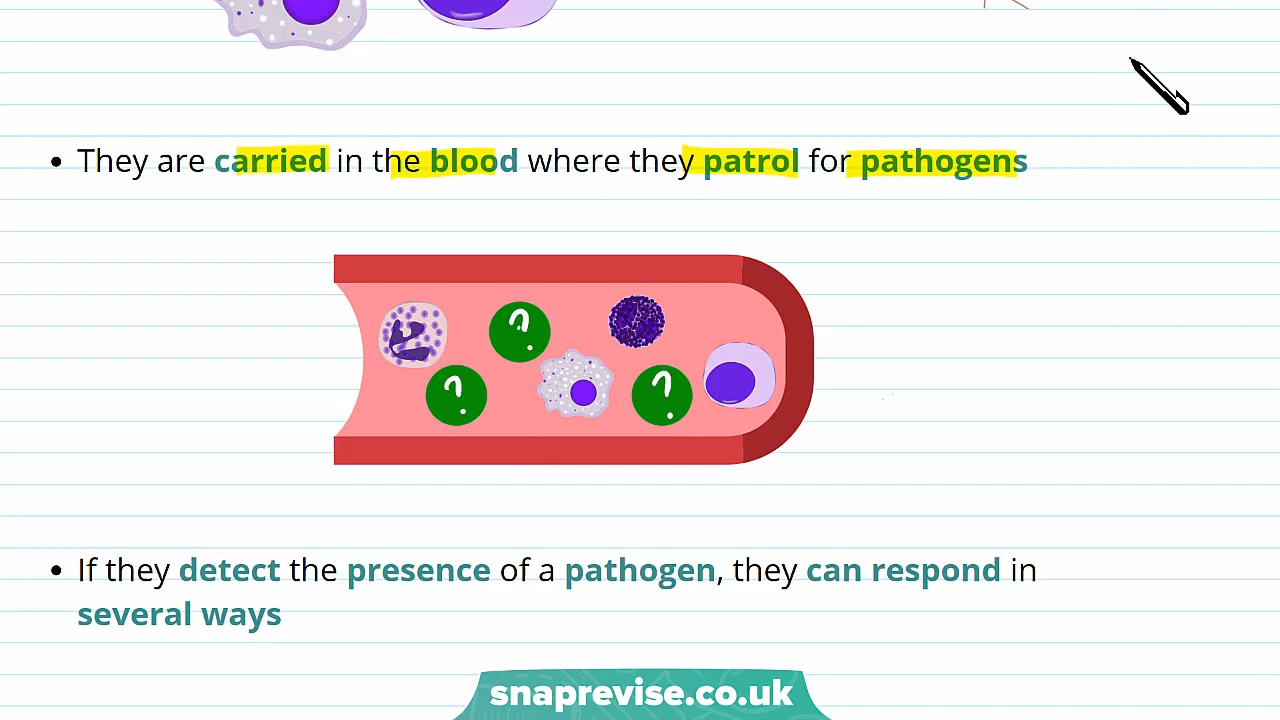 • They are carried in the blood where they patrol for pathogens
?
?
?
• If they detect the presence of a pathogen, they can respond in
several ways
snaprevise.co.uk